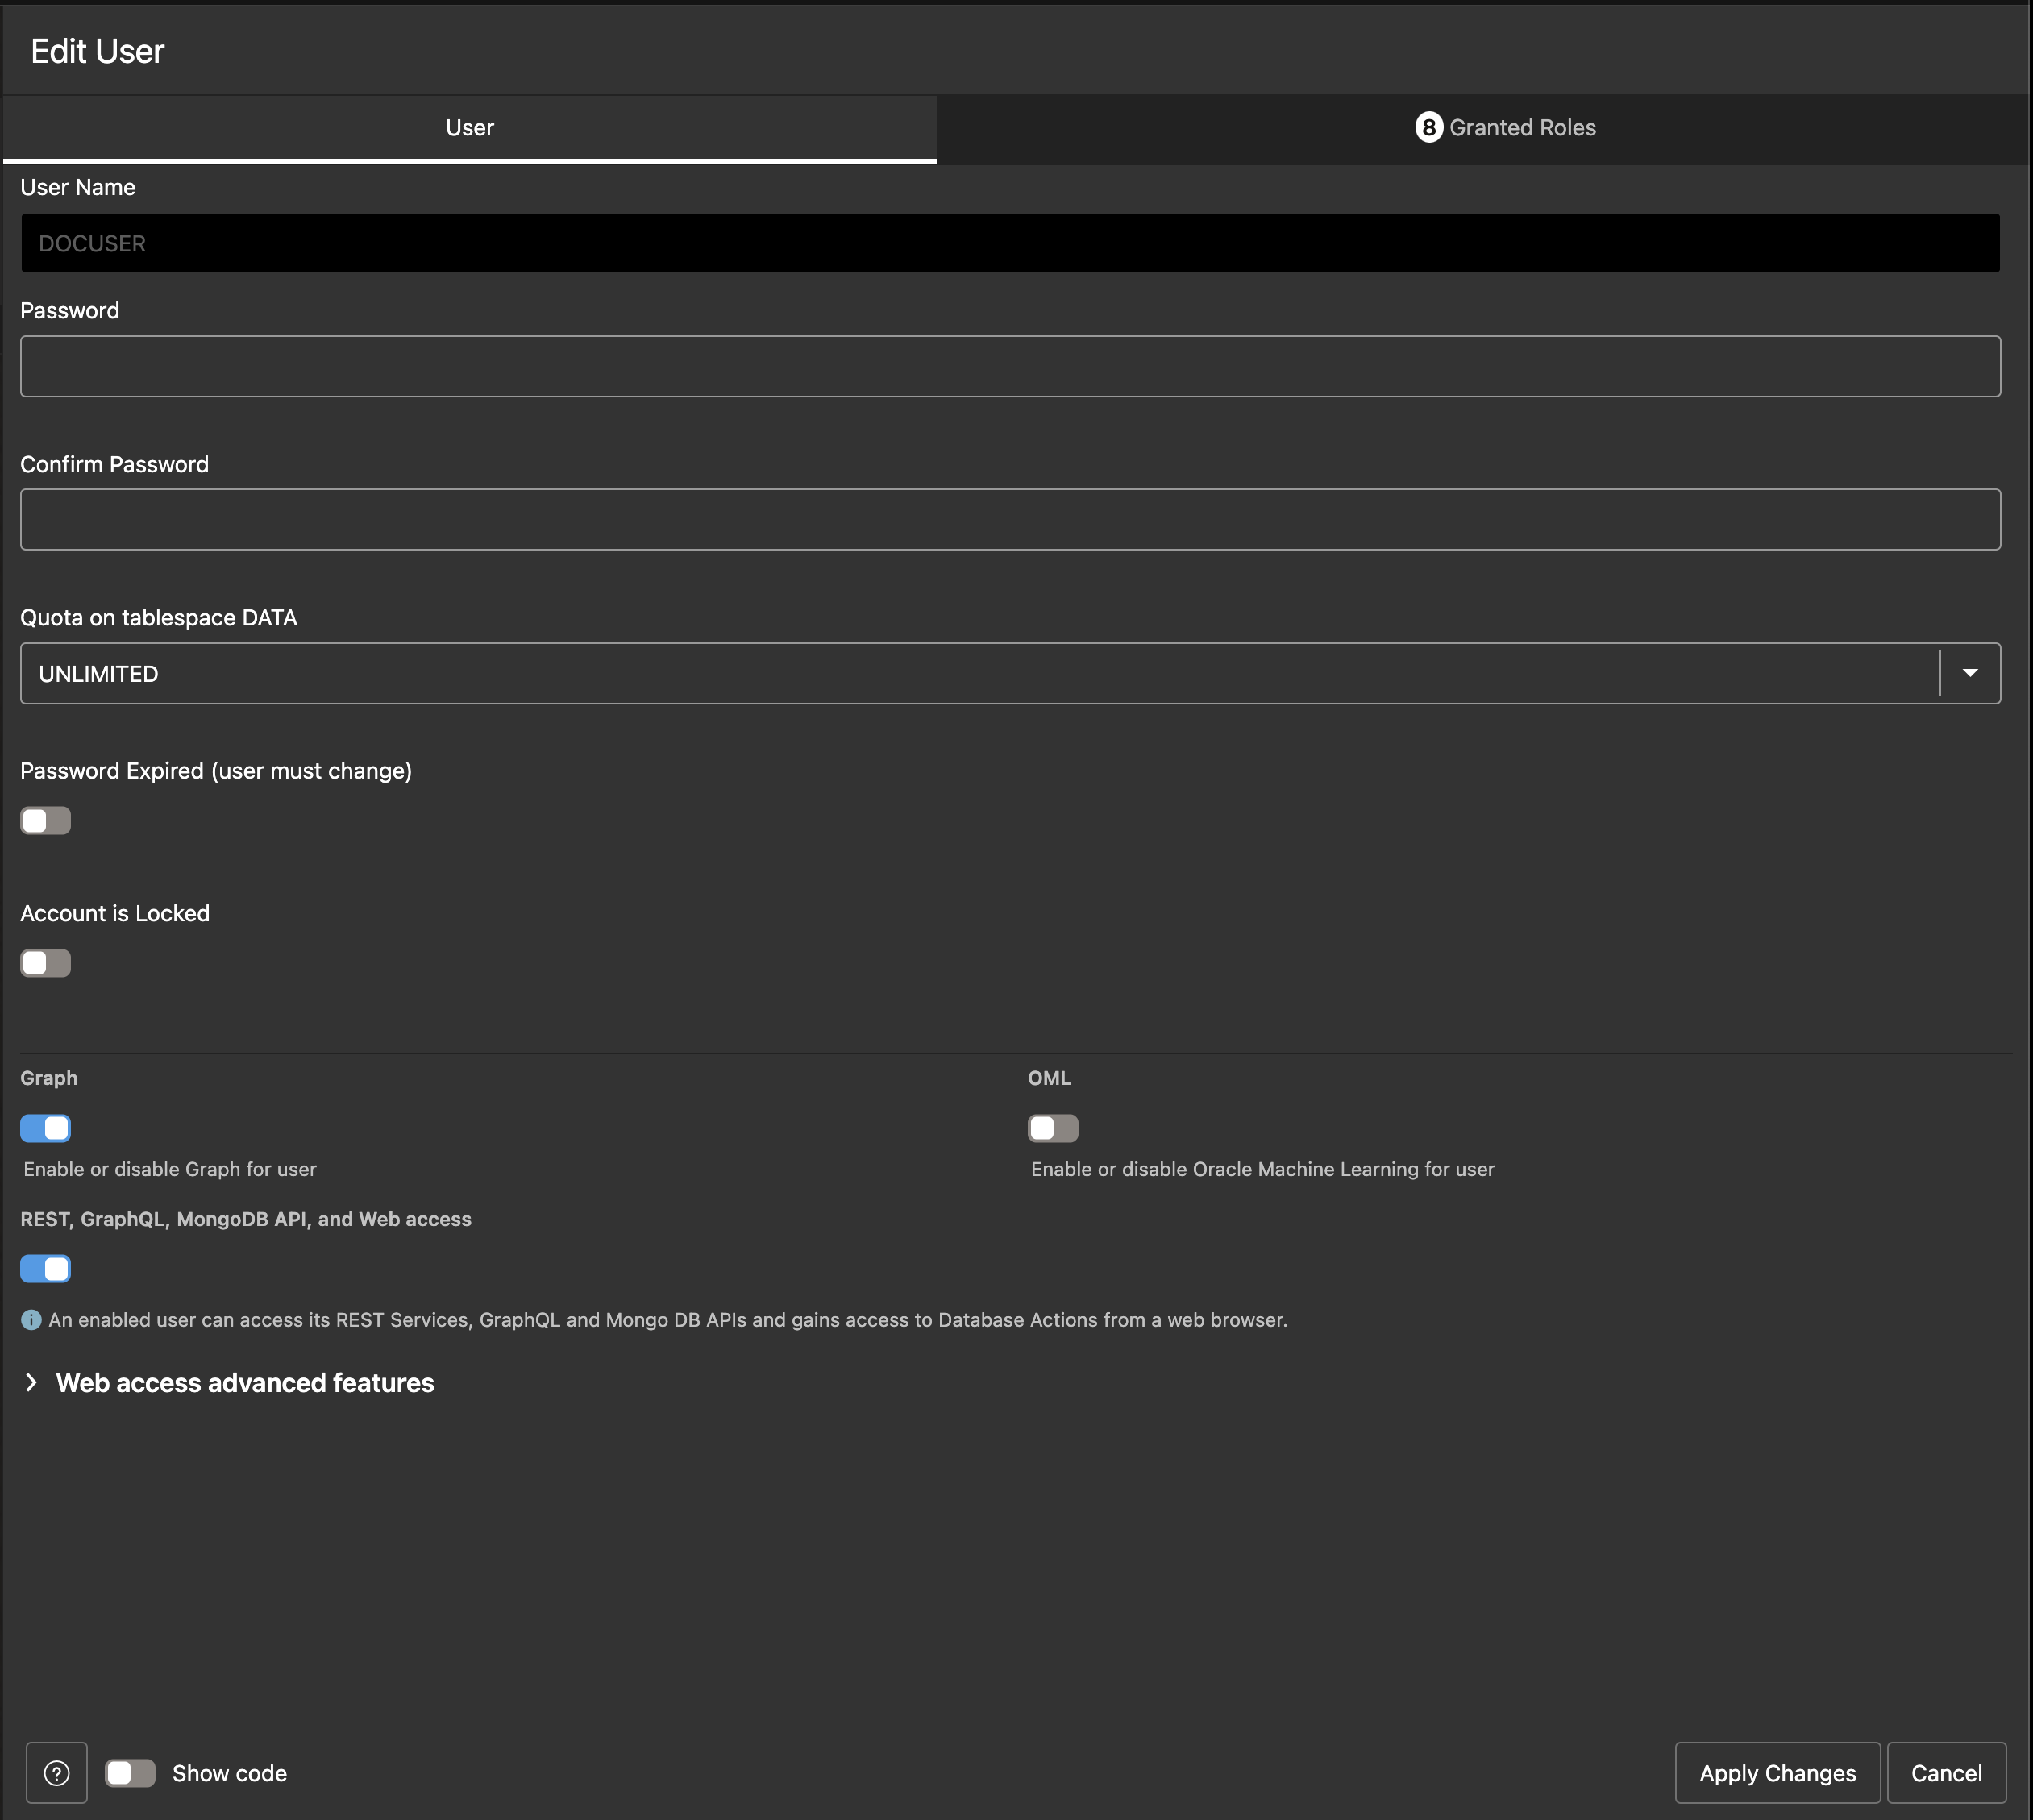 Edit User
User
8 Granted Roles
User Name
DOCUSER
Password
Confirm Password
Quota on tablespace DATA
UNLIMITED
Password Expired (user must change)
Account is Locked
Graph
OML
Enable or disable Graph for user
Enable or disable Oracle Machine Learning for user
REST, GraphQL, MongoDB API, and Web access
An enabled user can access its REST Services, GraphQL and Mongo DB APIs and gains access to Database Actions from a web browser.
Web access advanced features
Show code
Apply Changes
Cancel